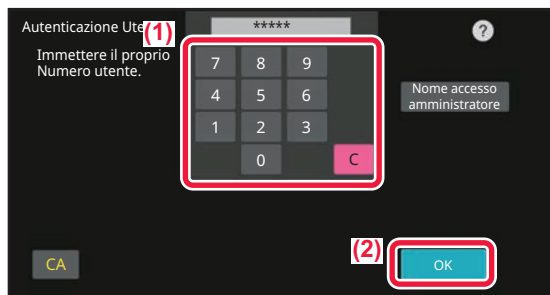 Autenticazione Ute
(1)
*****
?
Immettere il proprio
Numero utente.
7 8 9
4 5 6
1 2 3
0 C
Nome accesso
amministratore
(2)
CA
OK